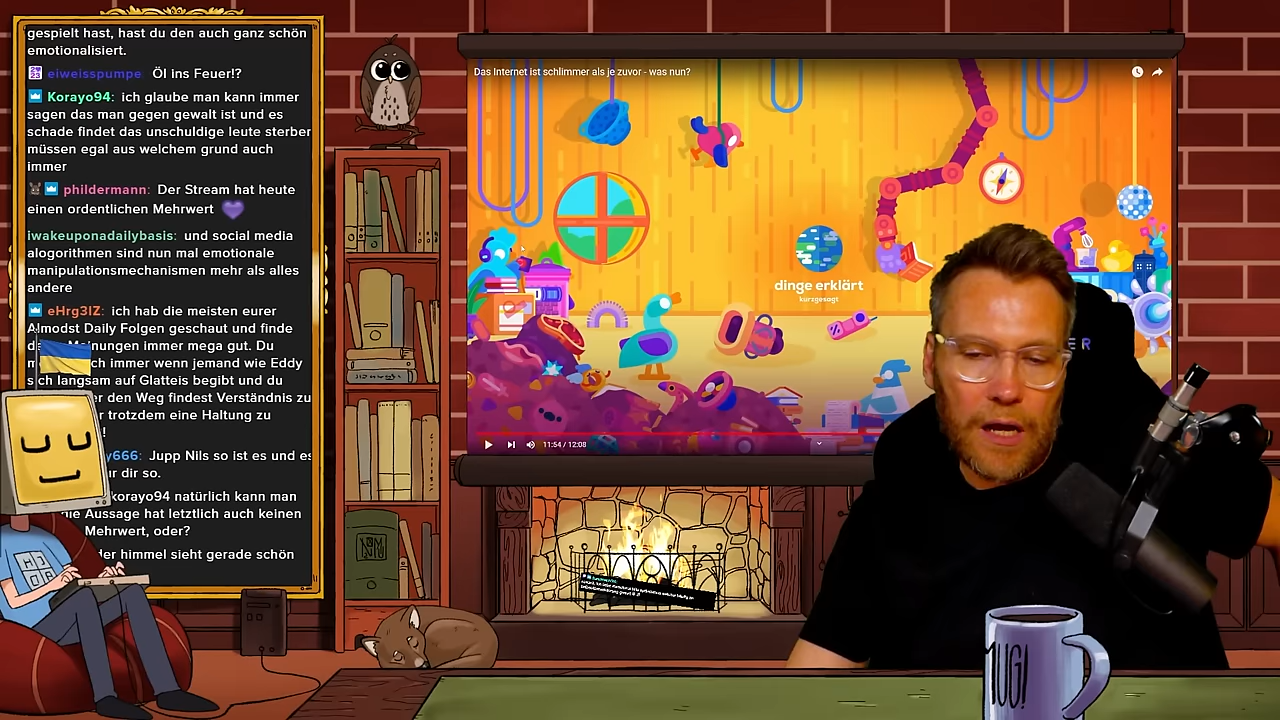 gespielt hast, hast du den auch ganz schön
emotionalisiert.
eiweisspumpe Öl ins Feuer!?
Korayo94: ich glaube man kann immer
sagen das man gegen gewalt ist und es
schade findet das unschuldige leute sterben
müssen egal aus welchem grund auch
immer
phildermann: Der Stream hat heute
einen ordentlichen Mehrwert
iwakeuponadailybasis: und social media
alogorithmen sind nun mal emotionale
manipulationmechanismen mehr als alles
andere
eHrg3IZ: ich hab die meisten eurer
Almodst Daily Folgen geschaut und finde
Meinungen immer mega gut. Du
ch immer wenn jemand wie Eddy
sich langsam auf Glatteis begibt und du
er den Weg findest Verständnis zu
r trotzdem eine Haltung zu
!
y666: Jupp Nils so ist es und es
r dir so.
korayo94 natürlich kann man
die Aussage hat letztlich auch keinen
Mehrwert, oder?
der himmel sieht gerade schön
Das Internet ist schlimmer als je zuvor - was nun?
dinge erklärt
kurzgesagt
11:54 / 12:08
E R
MUG!